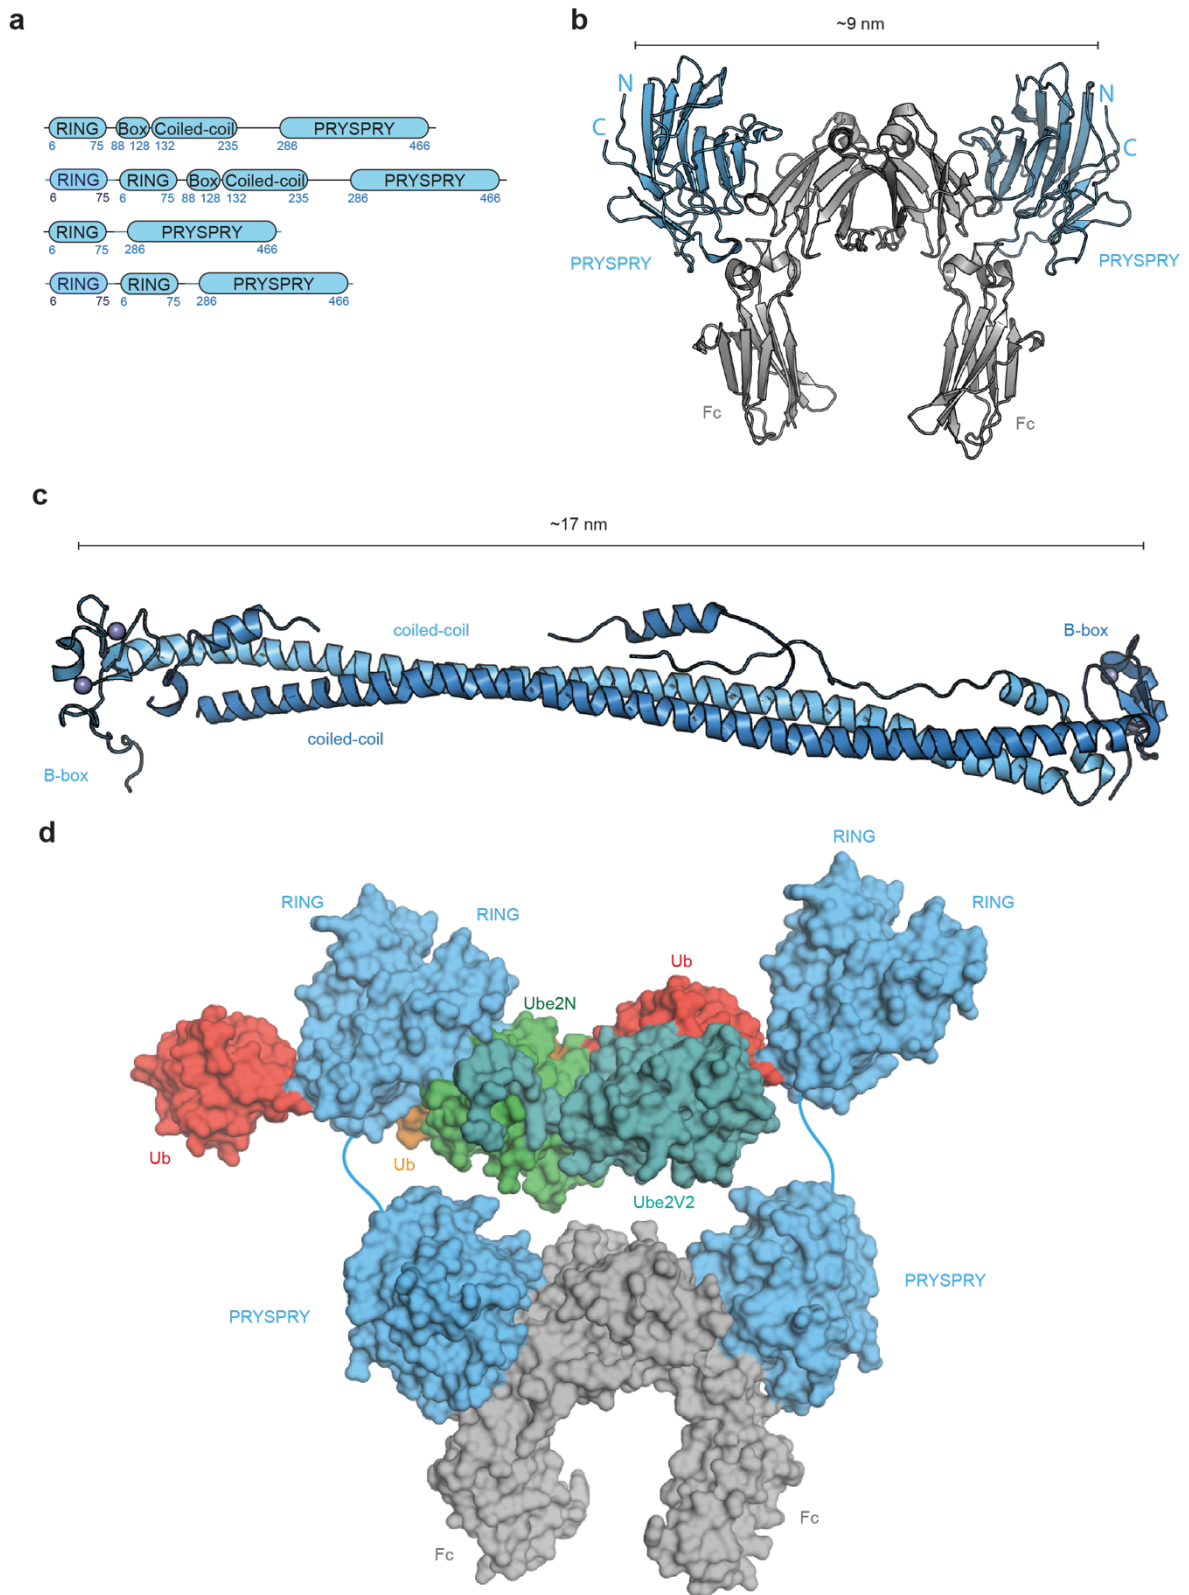 a
RING Box Coiled-coil PRYSPRY
6 75 88 128 132 235 286 466
RING RING Box Coiled-coil PRYSPRY
6 75 6 75 88 128 132 235 286 466
RING PRYSPRY
6 75 286 466
RING RING PRYSPRY
6 75 6 75 286 466
b
~9 nm
N N
C C
PRYSPRY PRYSPRY
Fc Fc
c
~17 nm
coiled-coil B-box
coiled-coil
B-box
d
RING
RING RING RING
Ub
Ube2N
Ub Ub
Ube2V2
PRYSPRY
PRYSPRY
Fc
Fc